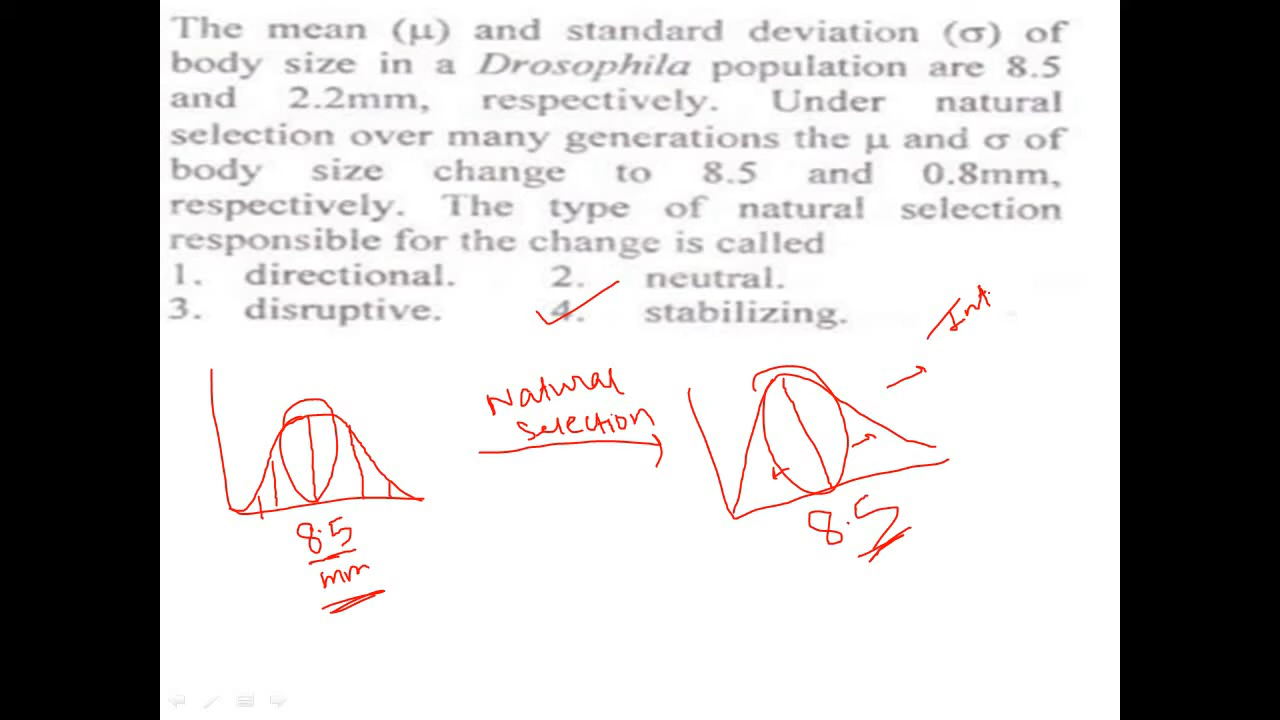 The mean (μ) and standard deviation (σ) of
body size in a Drosophila population are 8.5
and 2.2mm, respectively. Under natural
selection over many generations the μ and σ of
body size change to 8.5 and 0.8mm,
respectively. The type of natural selection
responsible for the change is called
1. directional. 2. neutral.
3. disruptive. 4. stabilizing.
Int.
Natural
Selection
8.5
mm
8.5